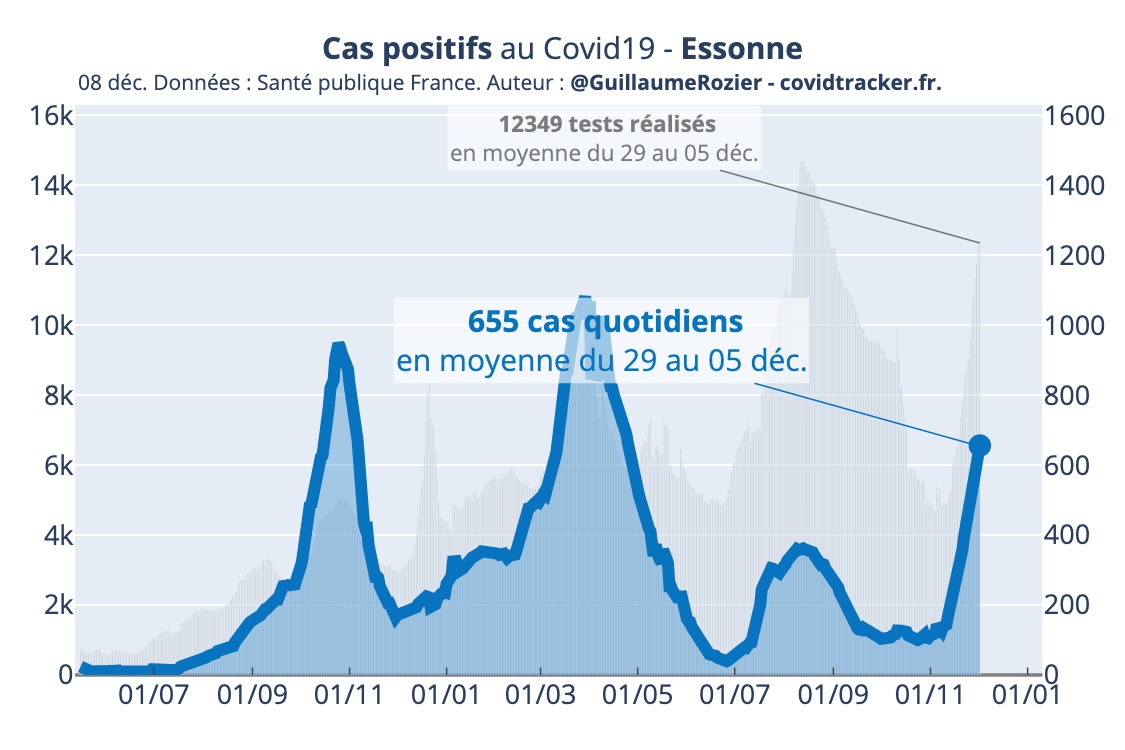 Cas positifs au Covid19 - Essonne
08 déc. Données : Santé publique France. Auteur : @GuillaumeRozier - covidtracker.fr.
16k
14k
12k
10k
8k
6k
4k
2k
0
1600
1400
1200
1000
800
600
400
200
0
12349 tests réalisés
en moyenne du 29 au 05 déc.
655 cas quotidiens
en moyenne du 29 au 05 déc.
01/07 01/09 01/11 01/01 01/03 01/05 01/07 01/09 01/11 01/01